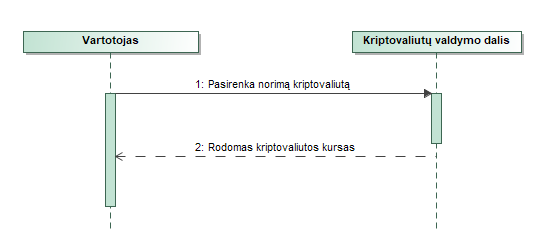 Vartotojas
Kriptovaliutų valdymo dalis
1: Pasirenka norimą kriptovaliutą
2: Rodomas kriptovaliutos kursas